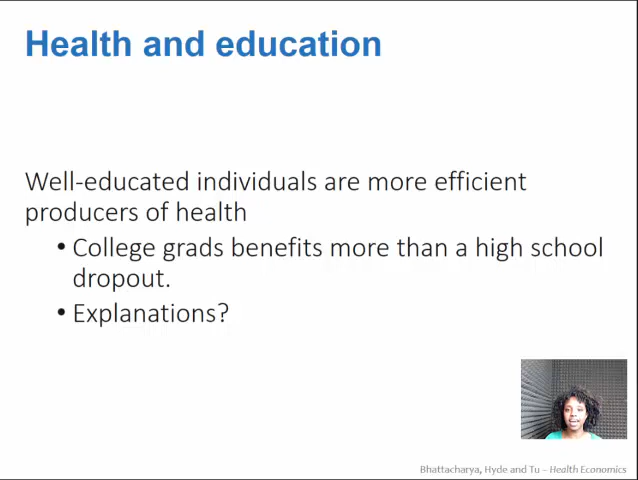 Health and education
Well-educated individuals are more efficient
producers of health
• College grads benefits more than a high school
dropout.
• Explanations?
Bhattacharya, Hyde and Tu – Health Economics